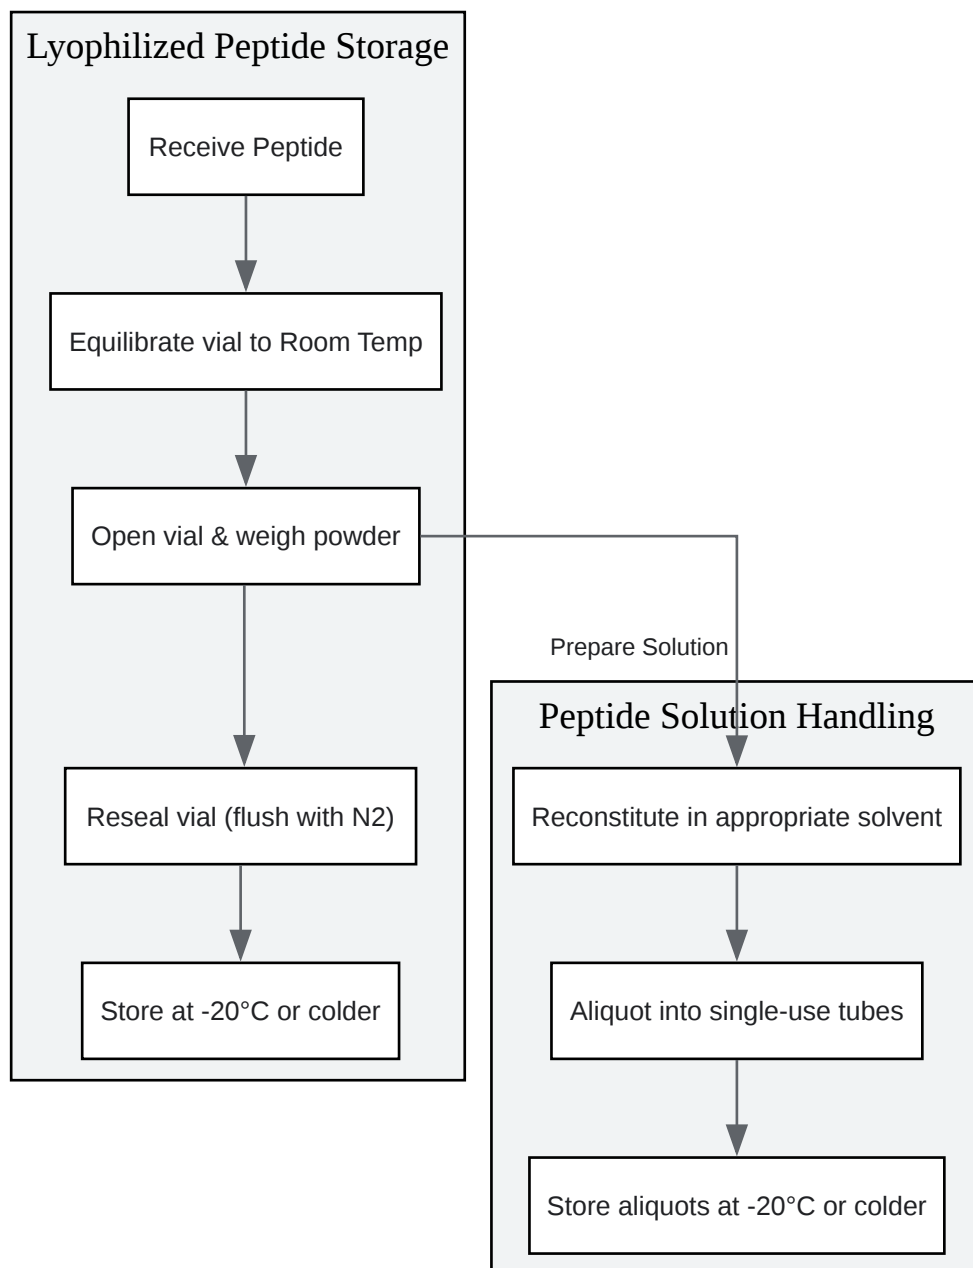 Lyophilized Peptide Storage
Receive Peptide
Equilibrate vial to Room Temp
Open vial & weigh powder
Prepare Solution
Peptide Solution Handling
Reseal vial (flush with N2)
Reconstitute in appropriate solvent
Store at -20°C or colder
Aliquot into single-use tubes
Store aliquots at -20°C or colder